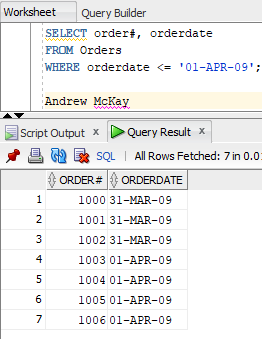 Worksheet Query Builder
SELECT order#, orderdate
FROM Orders
WHERE orderdate <= '01-APR-09';
Andrew McKay
Script Output x Query Result x
SQL | All Rows Fetched: 7 in 0.0
ORDER# ORDERDATE
1 1000 31-MAR-09
2 1001 31-MAR-09
3 1002 31-MAR-09
4 1003 01-APR-09
5 1004 01-APR-09
6 1005 01-APR-09
7 1006 01-APR-09